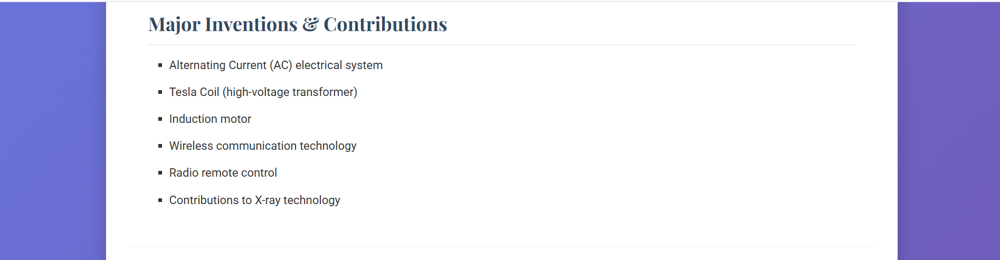 Major Inventions & Contributions
Alternating Current (AC) electrical system
Tesla Coil (high-voltage transformer)
Induction motor
Wireless communication technology
Radio remote control
Contributions to X-ray technology